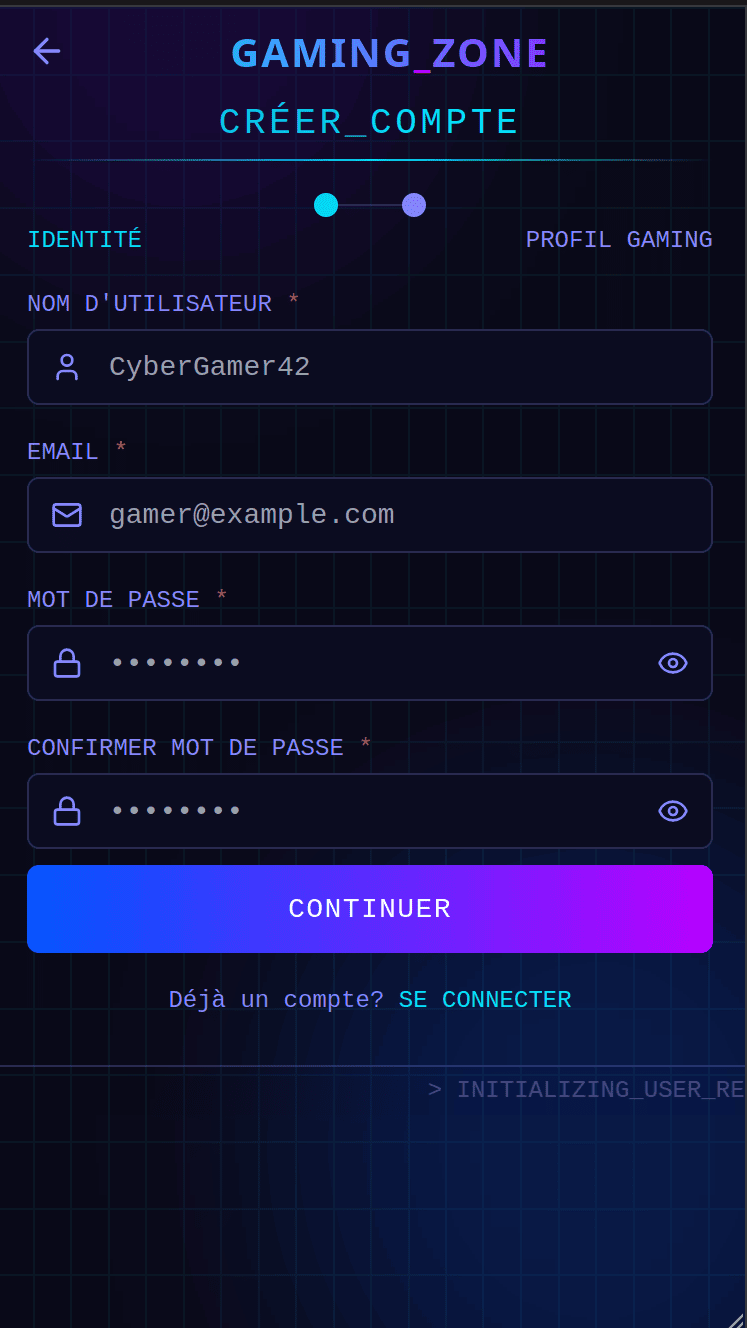 GAMING_ZONE
CRÉER_COMPTE
IDENTITÉ PROFIL GAMING
NOM D'UTILISATEUR *
CyberGamer42
EMAIL *
gamer@example.com
MOT DE PASSE *
••••••••
CONFIRMER MOT DE PASSE *
••••••••
CONTINUER
Déjà un compte? SE CONNECTER
> INITIALIZING_USER_RE